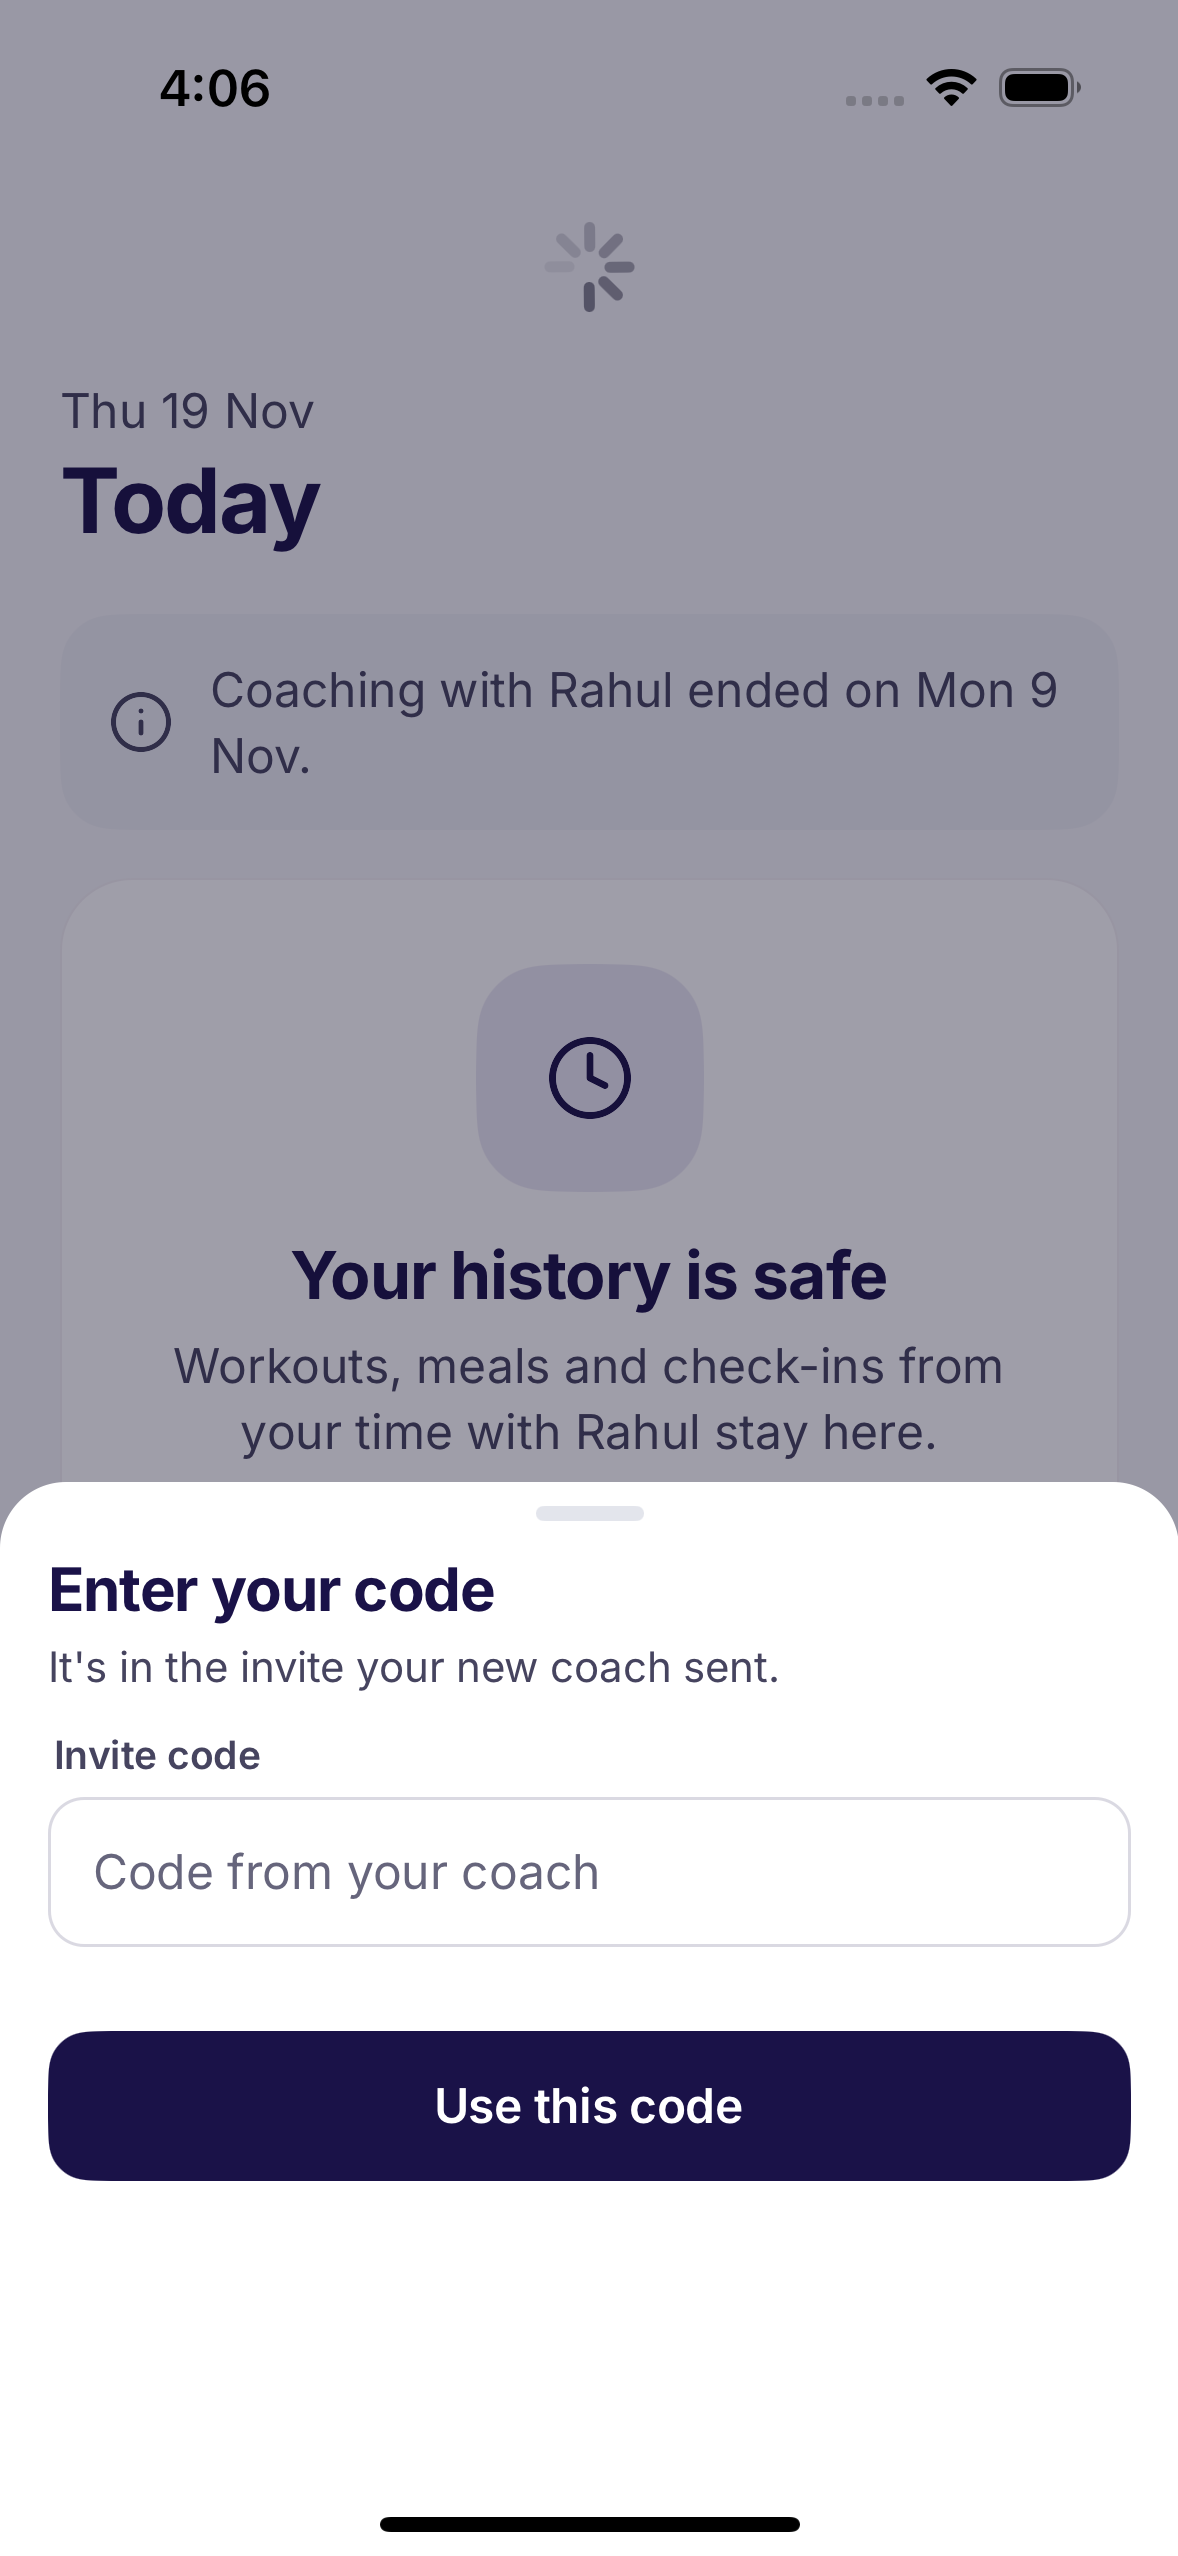 4:06
Thu 19 Nov
Today
Coaching with Rahul ended on Mon 9
Nov.
Your history is safe
Workouts, meals and check-ins from
your time with Rahul stay here.
Enter your code
It's in the invite your new coach sent.
Invite code
Code from your coach
Use this code